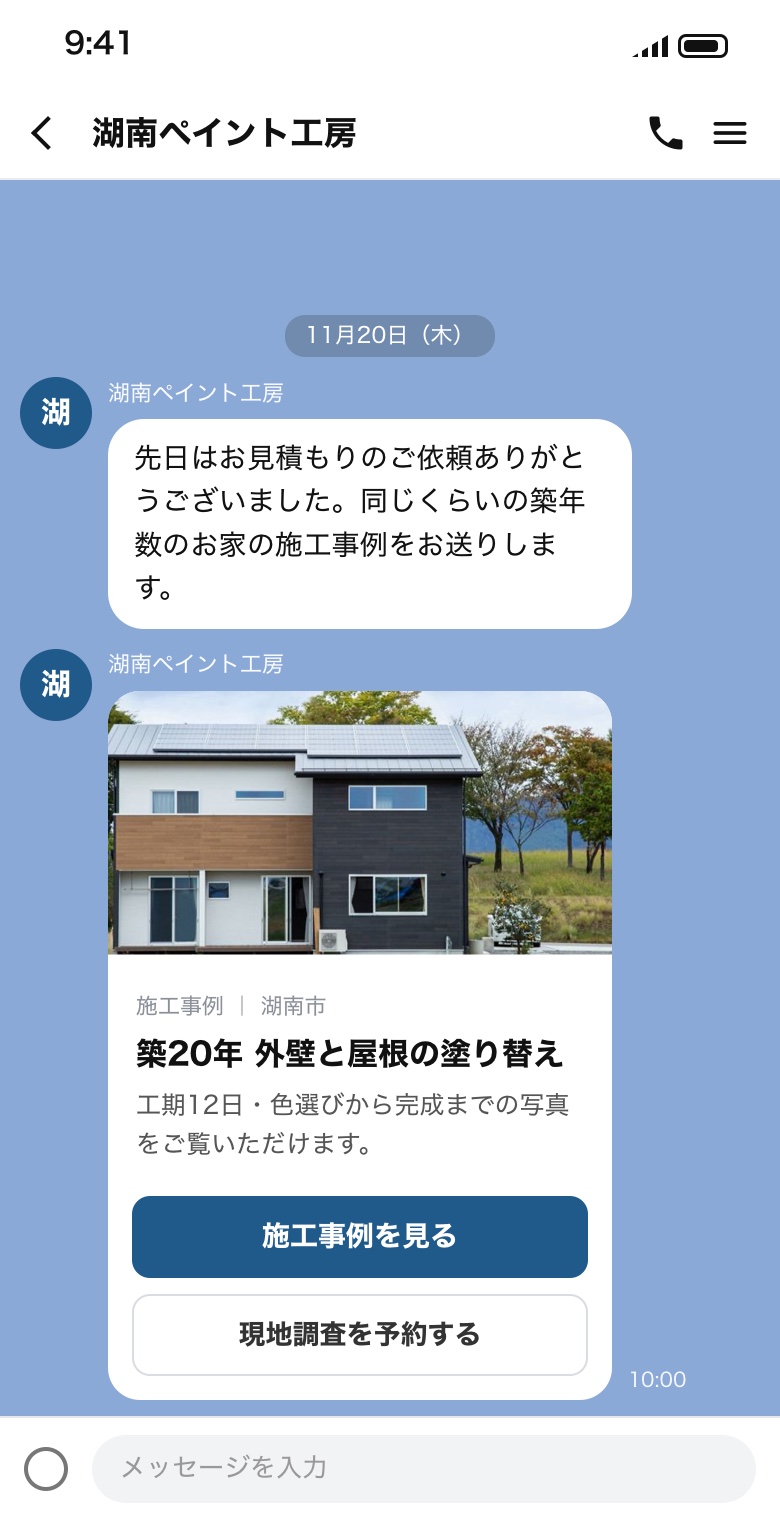 9:41
湖南ペイント工房
11月20日（木）
湖
湖南ペイント工房
先日はお見積もりのご依頼ありがと
うございました。同じくらいの築年
数のお家の施工事例をお送りしま
す。
湖
湖南ペイント工房
施工事例 ｜ 湖南市
築20年 外壁と屋根の塗り替え
工期12日・色選びから完成までの写真
をご覧いただけます。
施工事例を見る
現地調査を予約する
10:00
メッセージを入力